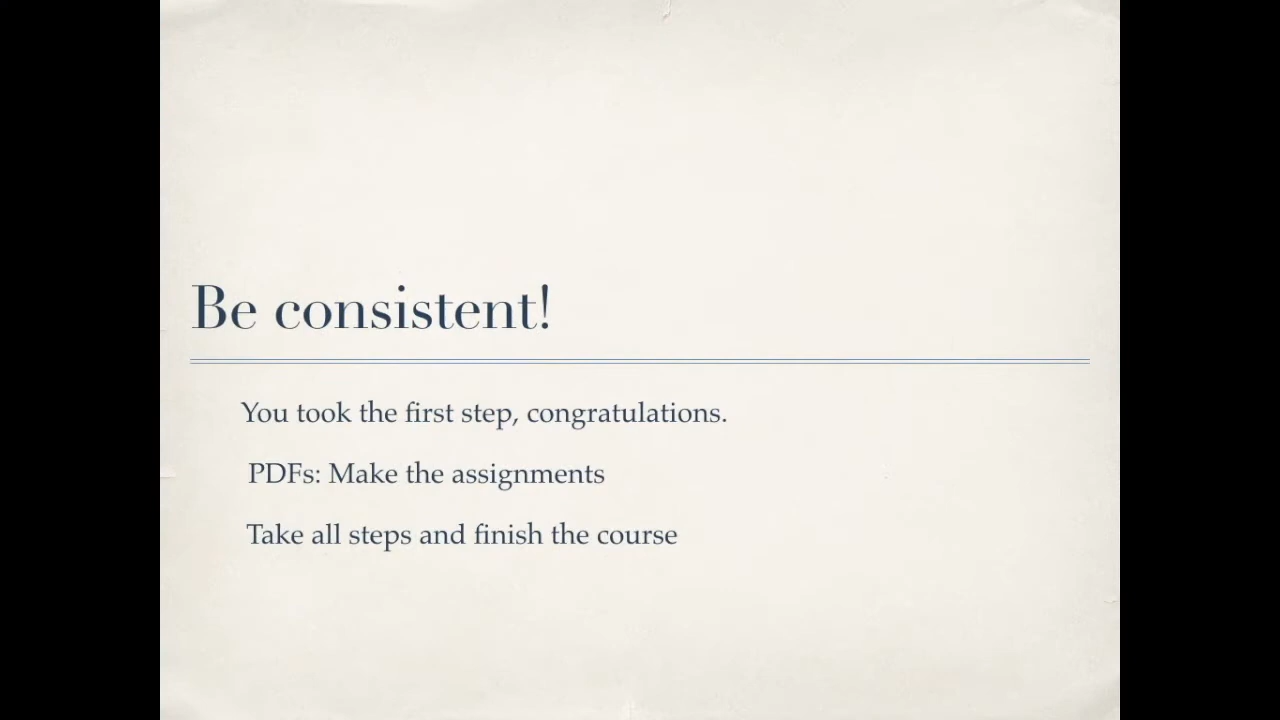 Be consistent!
You took the first step, congratulations.
PDFs: Make the assignments
Take all steps and finish the course